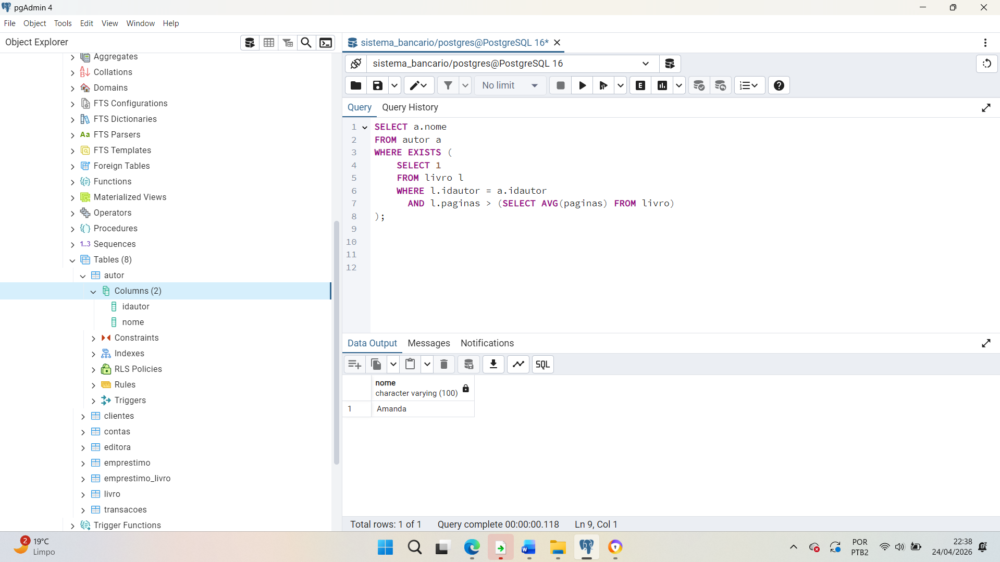 pgAdmin 4
File Object Tools Edit View Window Help
Object Explorer
Aggregates
Collations
Domains
FTS Configurations
FTS Dictionaries
Aa FTS Parsers
FTS Templates
Foreign Tables
Functions
Materialized Views
Operators
Procedures
1..3 Sequences
Tables (8)
autor
Columns (2)
idautor
nome
Constraints
Indexes
RLS Policies
Rules
Triggers
clientes
contas
editora
emprestimo
emprestimo_livro
livro
transacoes
Trigger Functions
sistema_bancario/postgres@PostgreSQL 16*
sistema_bancario/postgres@PostgreSQL 16
No limit
E
Query Query History
1 SELECT a.nome
2 FROM autor a
3 WHERE EXISTS (
4 SELECT 1
5 FROM livro l
6 WHERE l.idautor = a.idautor
7 AND l.paginas > (SELECT AVG(paginas) FROM livro)
8 );
9
10
11
12
Data Output Messages Notifications
SQL
nome
character varying (100)
1 Amanda
Total rows: 1 of 1 Query complete 00:00:00.118 Ln 9, Col 1
2 19°C
Limpo
POR
PTB2
22:38
24/04/2026